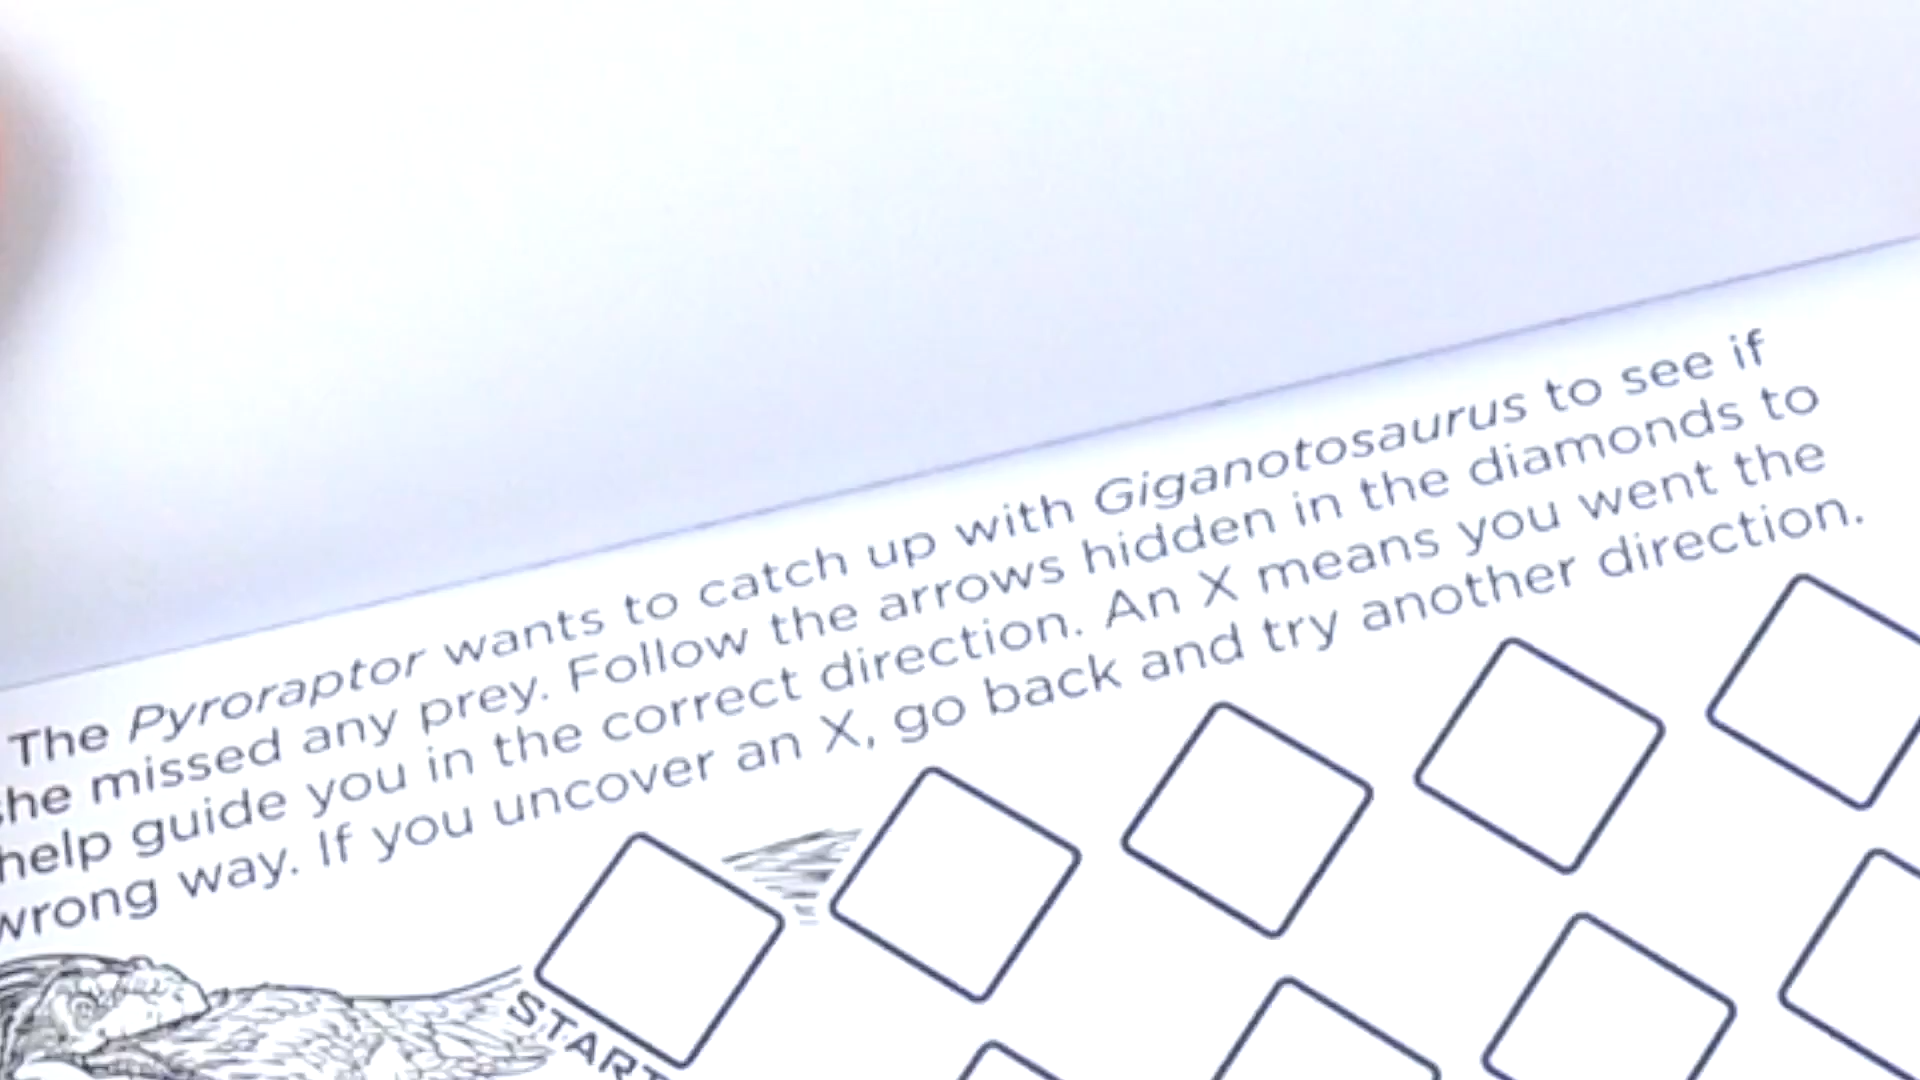 The Pyroraptor wants to catch up with Giganotosaurus to see if
she missed any prey. Follow the arrows hidden in the diamonds to
help guide you in the correct direction. An X means you went the
wrong way. If you uncover an X, go back and try another direction.
START